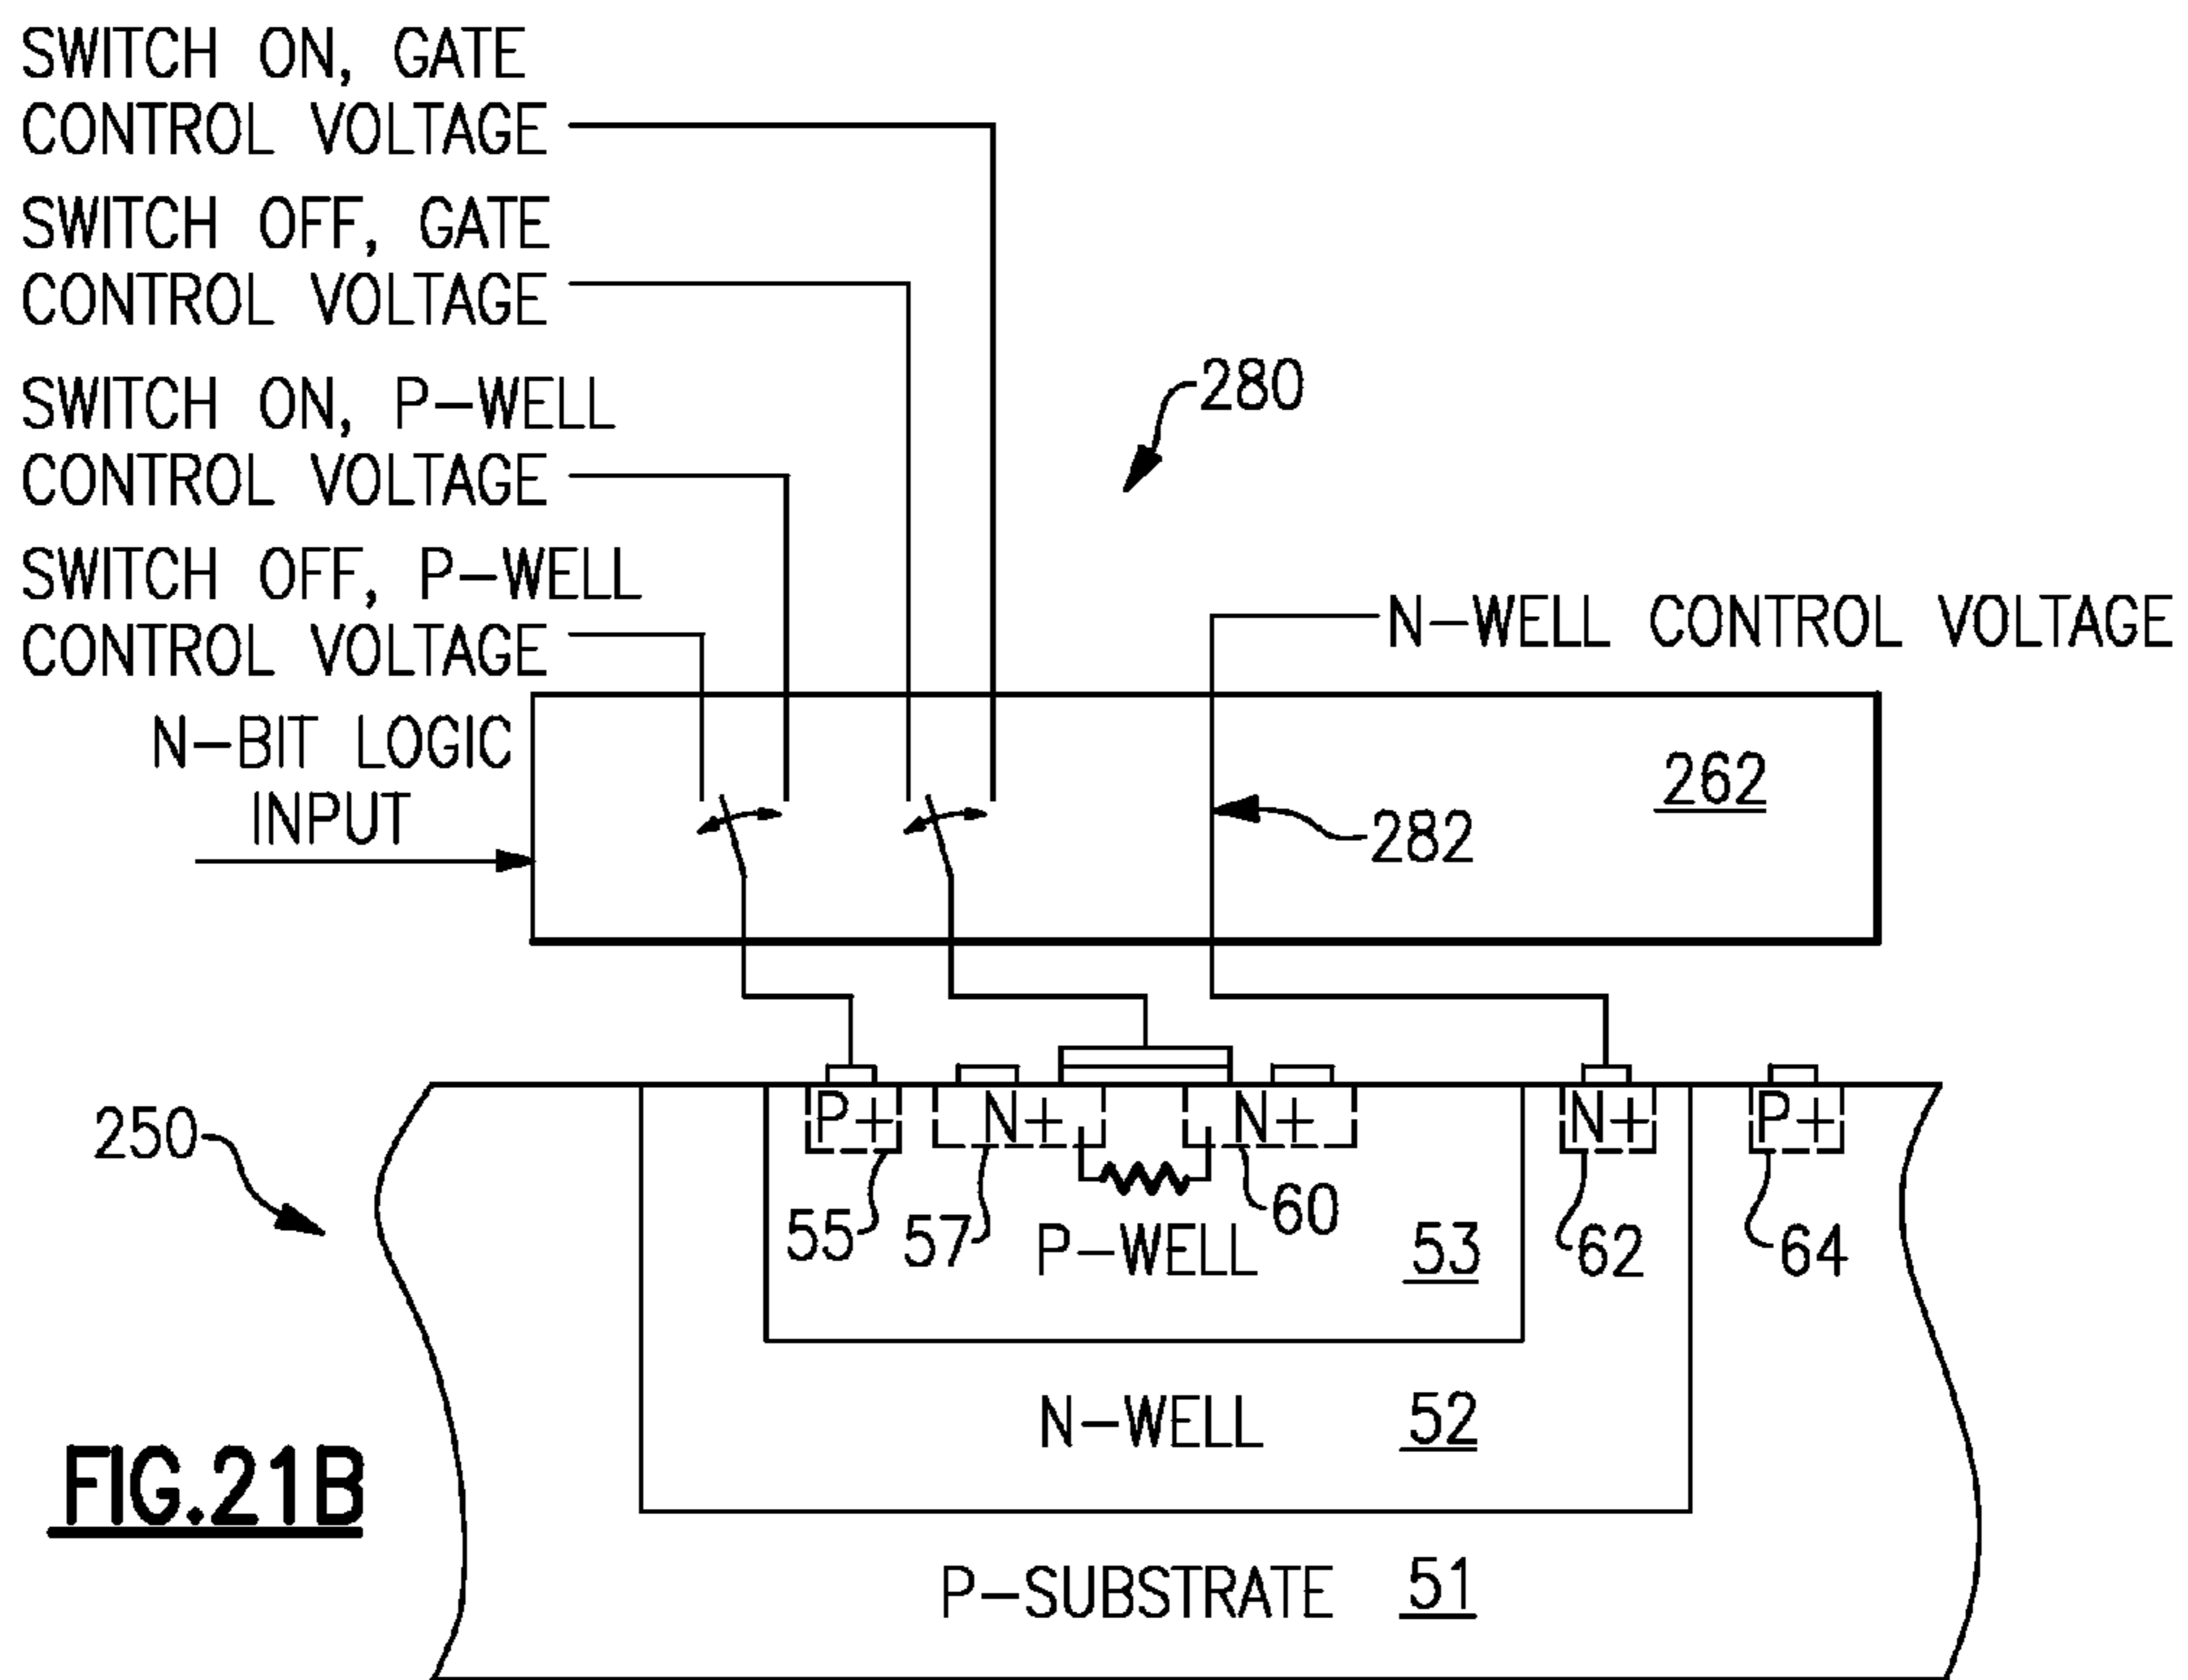 SWITCH ON, GATE
CONTROL VOLTAGE
SWITCH OFF, GATE
CONTROL VOLTAGE
280
SWITCH ON, P-WELL
CONTROL VOLTAGE
SWITCH OFF, P-WELL
CONTROL VOLTAGE
N-WELL CONTROL VOLTAGE
N-BIT LOGIC
INPUT
262
282
250
P+
N+
N+
N+
P+
55
57
60
62
64
P-WELL
53
N-WELL
52
FIG.21B
P-SUBSTRATE
51